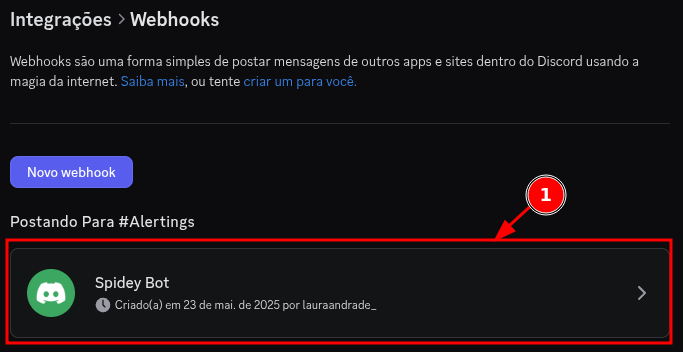 Integrações > Webhooks
Webhooks são uma forma simples de postar mensagens de outros apps e sites dentro do Discord usando a
magia da internet. Saiba mais, ou tente criar um para você.
Novo webhook
1
Postando Para #Alertings
Spidey Bot
Criado(a) em 23 de mai. de 2025 por lauraandrade_